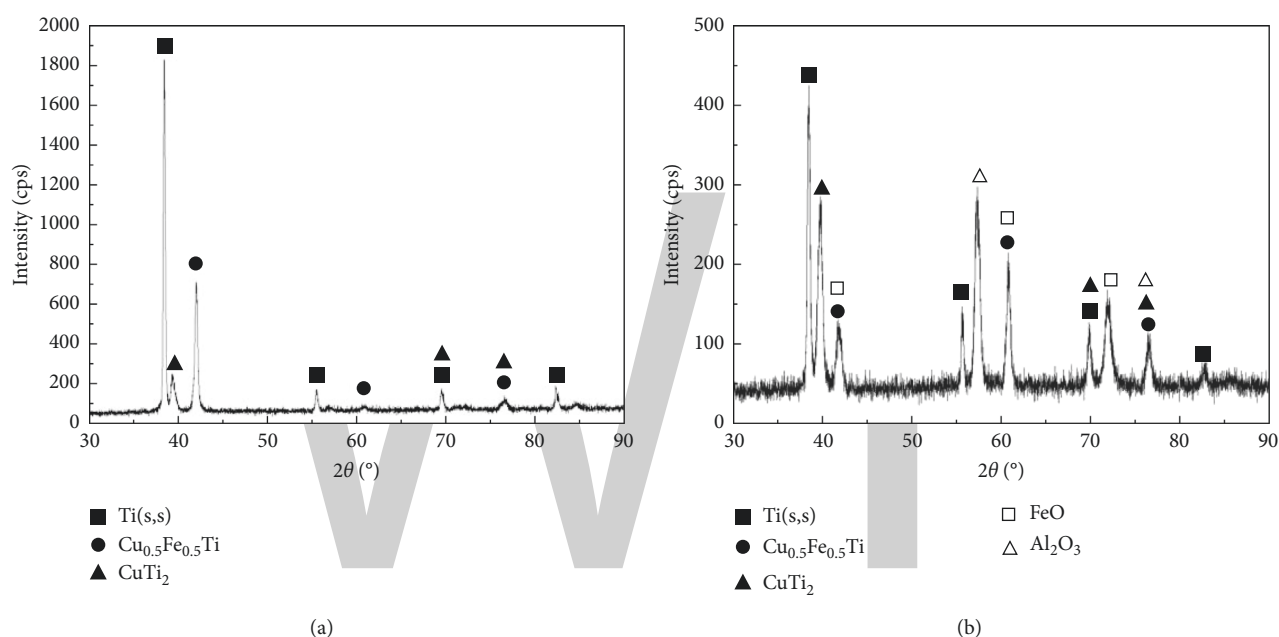 2000
1800
1600
1400
1200
1000
800
600
400
200
0
Intensity (cps)
30 40 50 60 70 80 90
2θ (°)
Ti(s,s)
Cu0.5Fe0.5Ti
CuTi2
(a)
500
400
300
200
100
0
Intensity (cps)
30 40 50 60 70 80 90
2θ (°)
Ti(s,s)
Cu0.5Fe0.5Ti
CuTi2
FeO
Al2O3
(b)